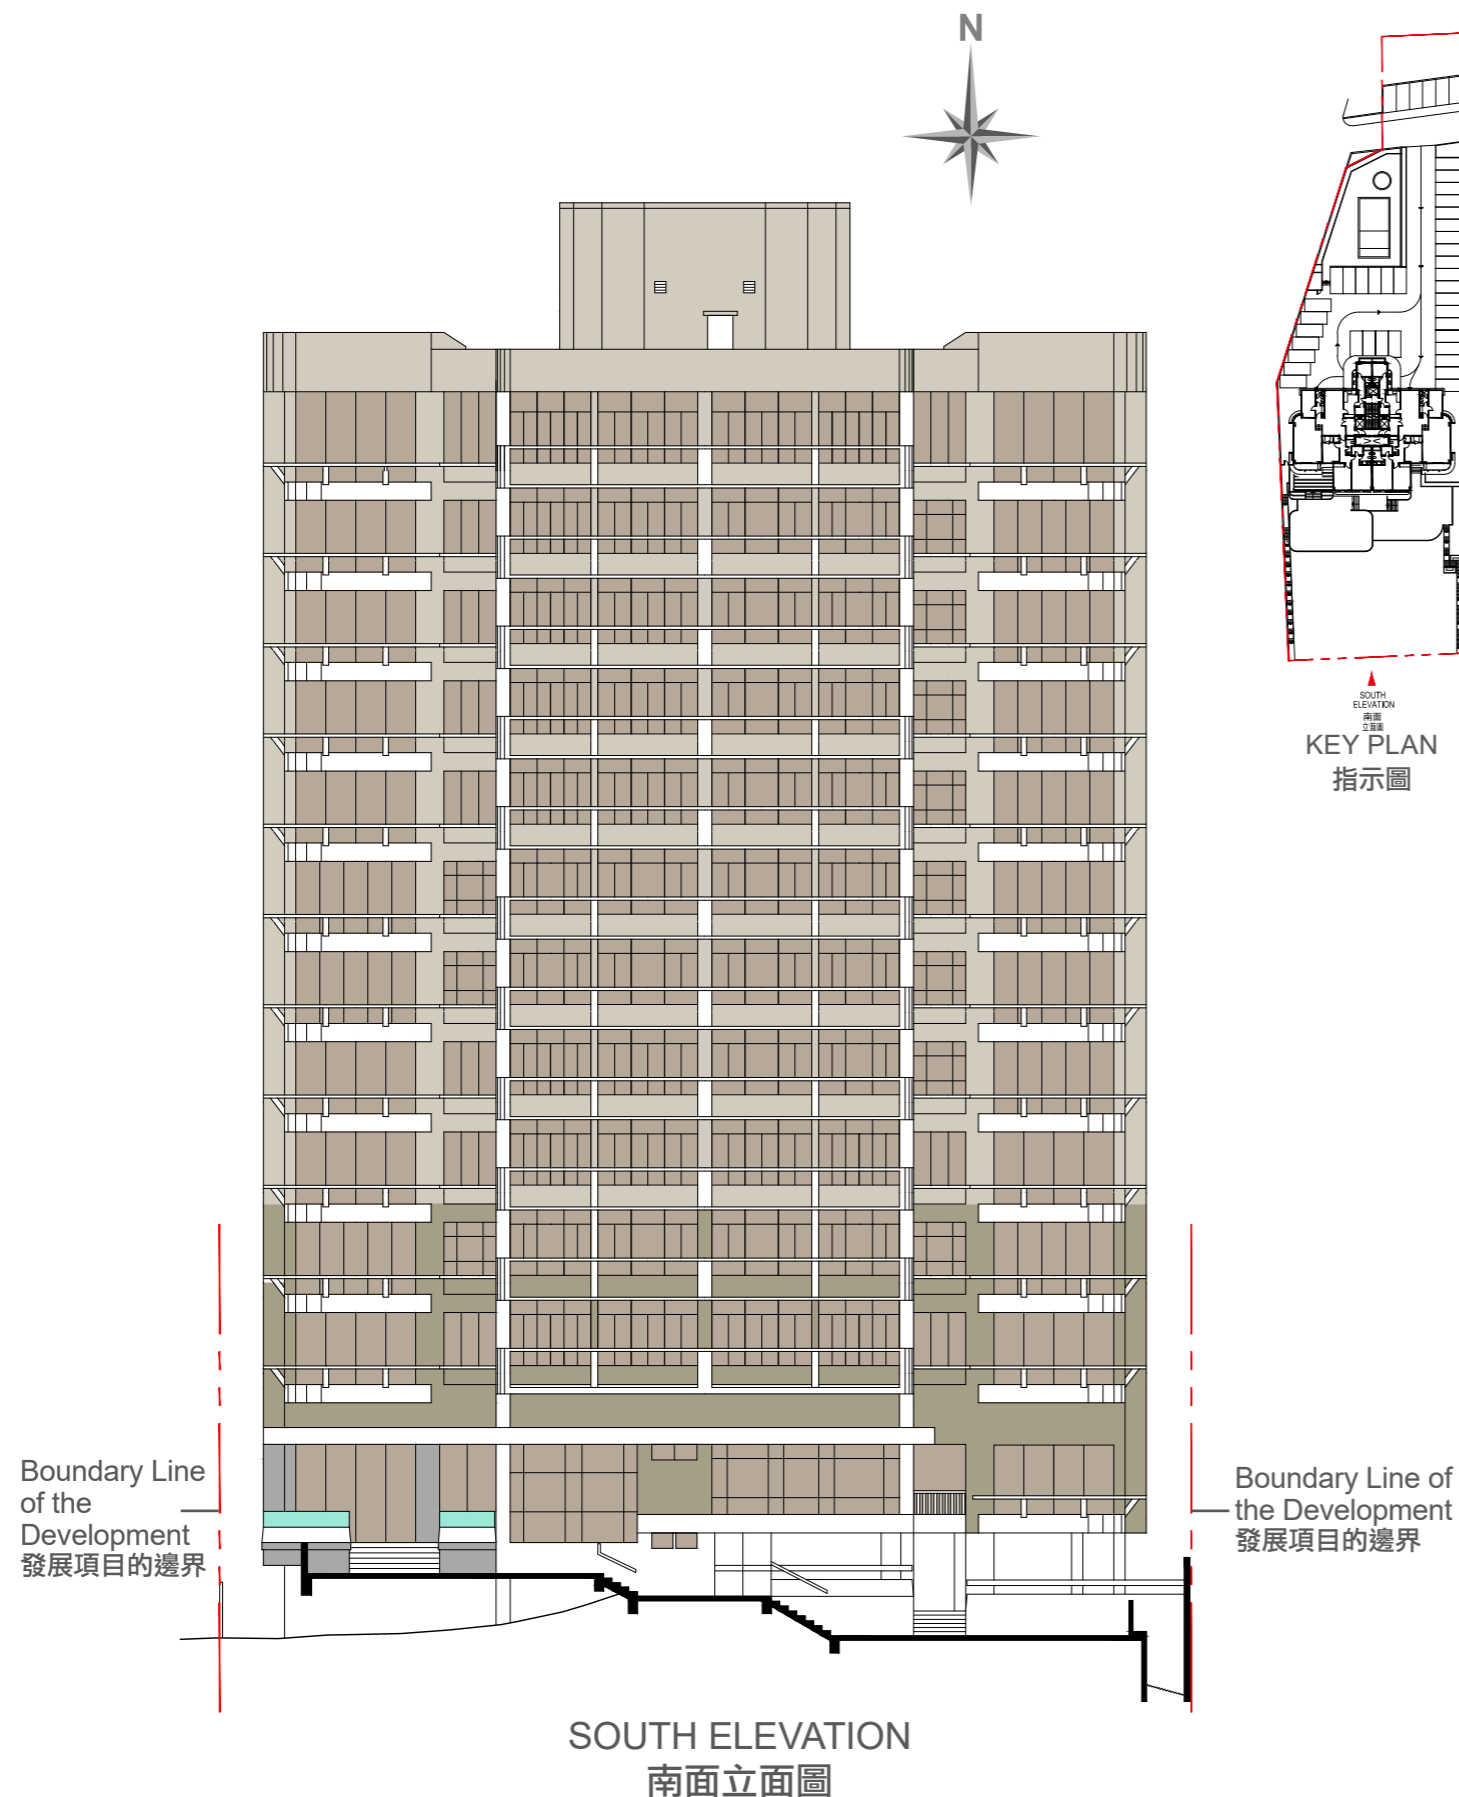 N
SOUTH
ELEVATION
南面
立面圖
KEY PLAN
指示圖
Boundary Line
of the
Development
發展項目的邊界
Boundary Line of
the Development
發展項目的邊界
SOUTH ELEVATION
南面立面圖